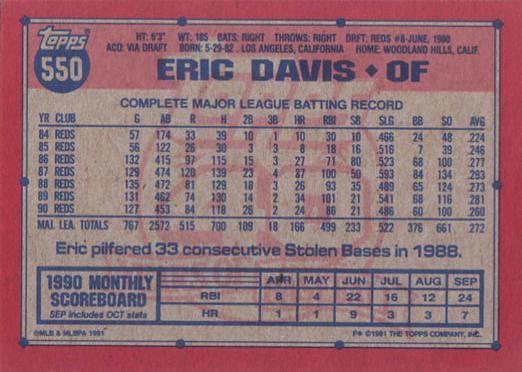 Topps
550
HT: 6'3" WT: 185 BATS: RIGHT THROWS: RIGHT DRFT: REDS #8-JUNE, 1980
ACQ: VIA DRAFT BORN: 5-29-62, LOS ANGELES, CALIFORNIA HOME: WOODLAND HILLS, CALIF.
ERIC DAVIS ◆ OF
COMPLETE MAJOR LEAGUE BATTING RECORD
YR CLUB G AB R H 2B 3B HR RBI SB SLG BB SO AVG
84 REDS 57 174 33 39 10 1 10 30 10 .466 24 48 .224
85 REDS 56 122 26 30 3 3 8 18 16 .516 7 39 .246
86 REDS 132 415 97 115 15 3 27 71 80 .523 68 100 .277
87 REDS 129 474 120 139 23 4 37 100 50 .593 84 134 .293
88 REDS 135 472 81 129 18 3 26 93 35 .489 65 124 .273
89 REDS 131 462 74 130 14 2 34 101 21 .541 68 116 .281
90 REDS 127 453 84 118 26 2 24 86 21 .486 60 100 .260
MAJ. LEA. TOTALS 767 2572 515 700 109 18 166 499 233 .522 376 661 .272
Eric pilfered 33 consecutive Stolen Bases in 1988.
1990 MONTHLY
SCOREBOARD
SEP includes OCT stats
APR MAY JUN JUL AUG SEP
RBI 8 4 22 16 12 24
HR 1 1 9 3 3 7
©MLB & MLBPA 1991
F* ©1991 THE TOPPS COMPANY, INC.